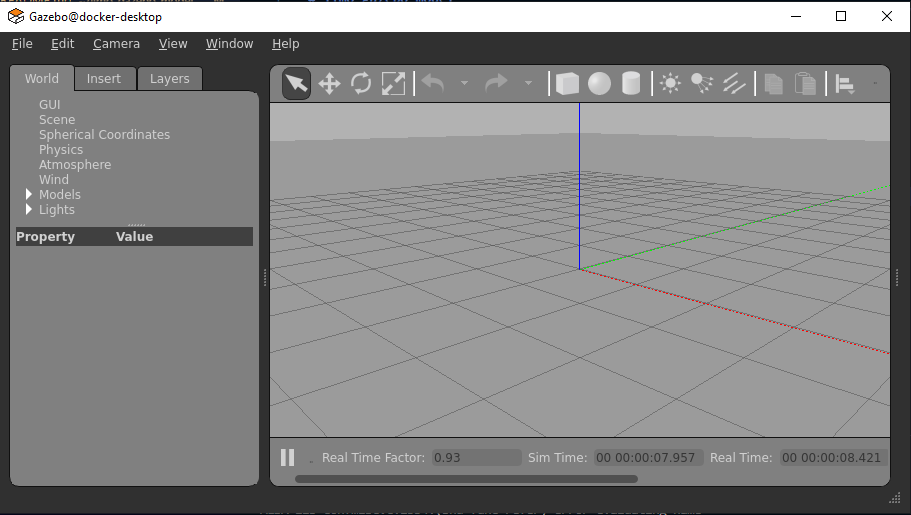 Gazebo@docker-desktop
File Edit Camera View Window Help
World Insert Layers
GUI
Scene
Spherical Coordinates
Physics
Atmosphere
Wind
Models
Lights
Property Value
Real Time Factor: 0.93 Sim Time: 00 00:00:07.957 Real Time: 00 00:00:08.421